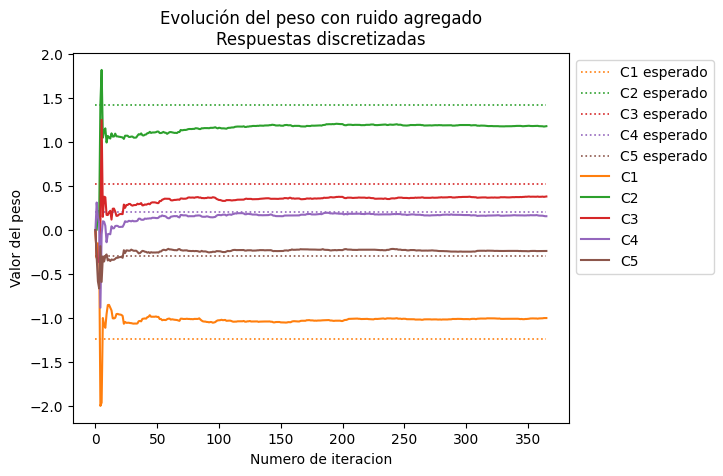 Evolución del peso con ruido agregado
Respuestas discretizadas
Valor del peso
2.0
1.5
1.0
0.5
0.0
−0.5
−1.0
−1.5
−2.0
0
50
100
150
200
250
300
350
Numero de iteracion
C1 esperado
C2 esperado
C3 esperado
C4 esperado
C5 esperado
C1
C2
C3
C4
C5